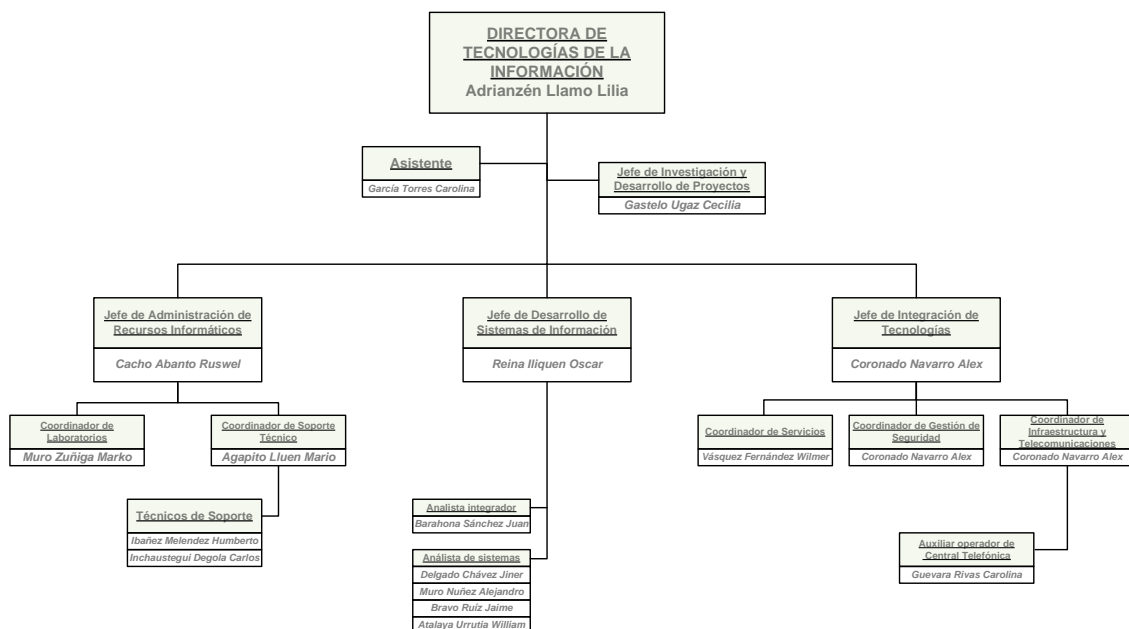 DIRECTORA DE
TECNOLOGÍAS DE LA
INFORMACIÓN
Adrianzén Llamo Lilia
Asistente
García Torres Carolina
Jefe de Investigación y
Desarrollo de Proyectos
Gastelo Ugaz Cecilia
Jefe de Administración de
Recursos Informáticos
Cacho Abanto Ruswel
Jefe de Desarrollo de
Sistemas de Información
Reina Iliquen Oscar
Jefe de Integración de
Tecnologías
Coronado Navarro Alex
Coordinador de
Laboratorios
Muro Zuñiga Marko
Coordinador de Soporte
Técnico
Agapito Lluen Mario
Coordinador de Servicios
Vásquez Fernández Wilmer
Coordinador de Gestión de
Seguridad
Coronado Navarro Alex
Coordinador de
Infraestructura y
Telecomunicaciones
Coronado Navarro Alex
Técnicos de Soporte
Ibañez Melendez Humberto
Inchaustegui Degola Carlos
Analista integrador
Barahona Sánchez Juan
Análista de sistemas
Delgado Chávez Jiner
Muro Nuñez Alejandro
Bravo Ruíz Jaime
Atalaya Urrutia William
Auxiliar operador de
Central Telefónica
Guevara Rivas Carolina